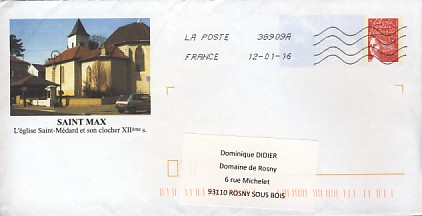 LA POSTE 38909A
FRANCE 12-01-16
SAINT MAX
L'église Saint-Médard et son clocher XIIème s.
Dominique DIDIER
Domaine de Rosny
6 rue Michelet
93110 ROSNY SOUS BOIS